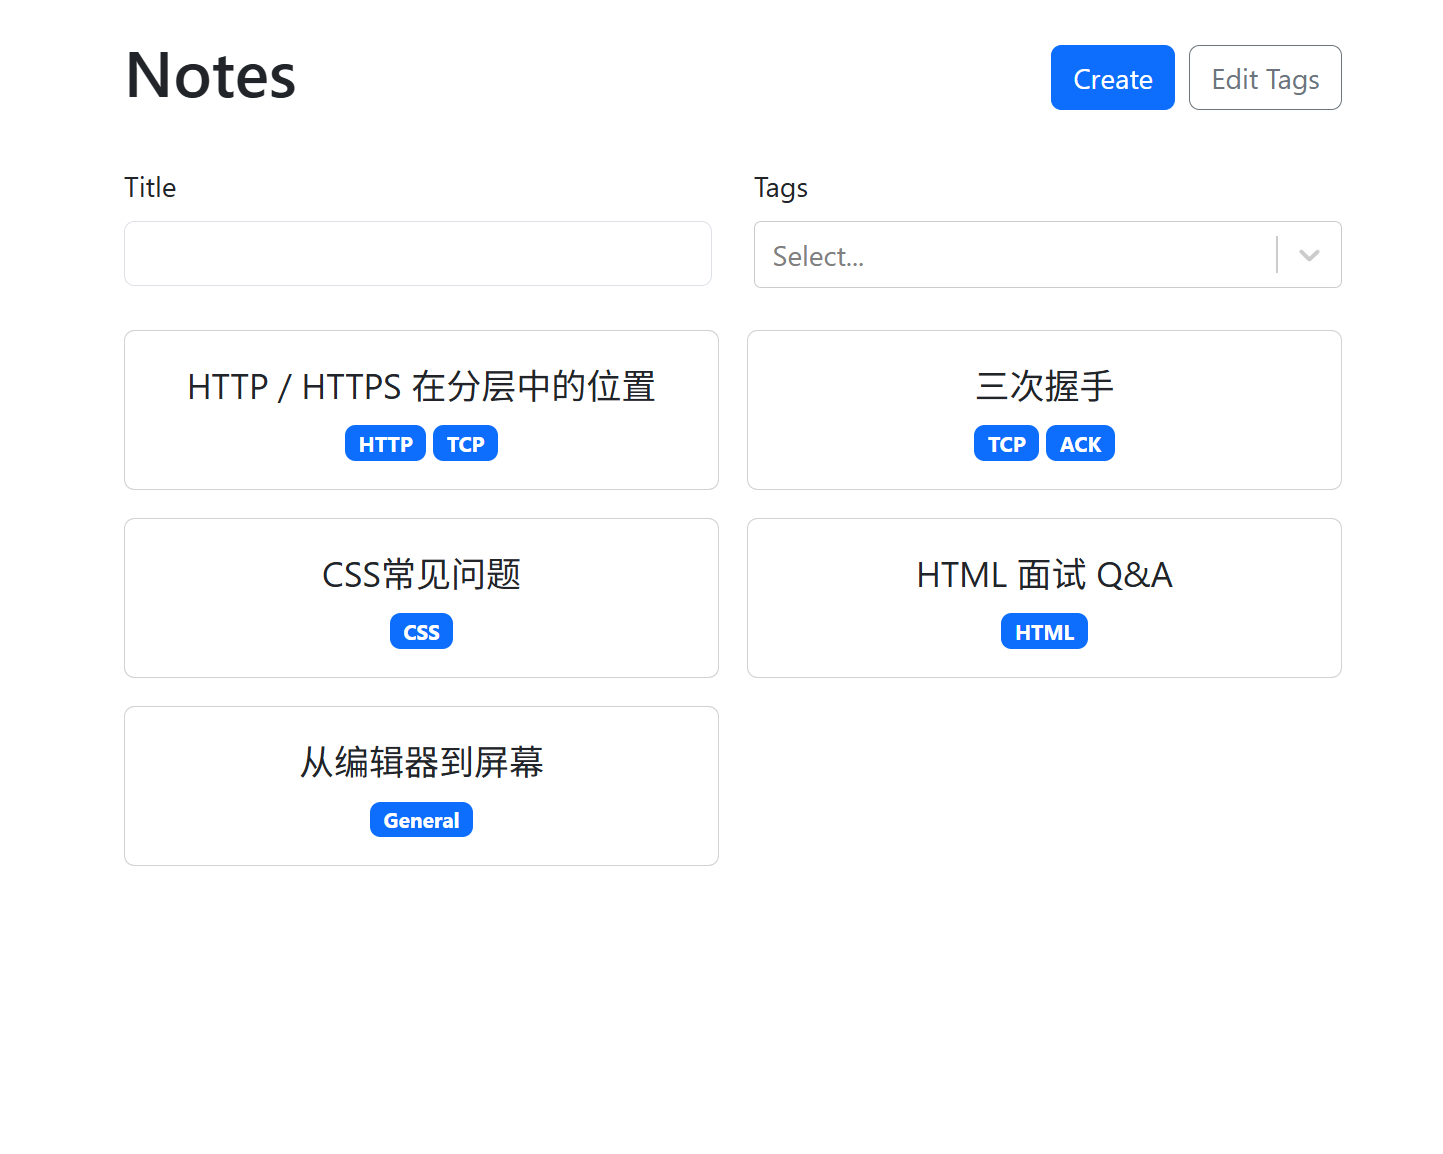 Notes
Create
Edit Tags
Title
Tags
Select...
HTTP / HTTPS 在分层中的位置
HTTP TCP
三次握手
TCP ACK
CSS常见问题
CSS
HTML 面试 Q&A
HTML
从编辑器到屏幕
General